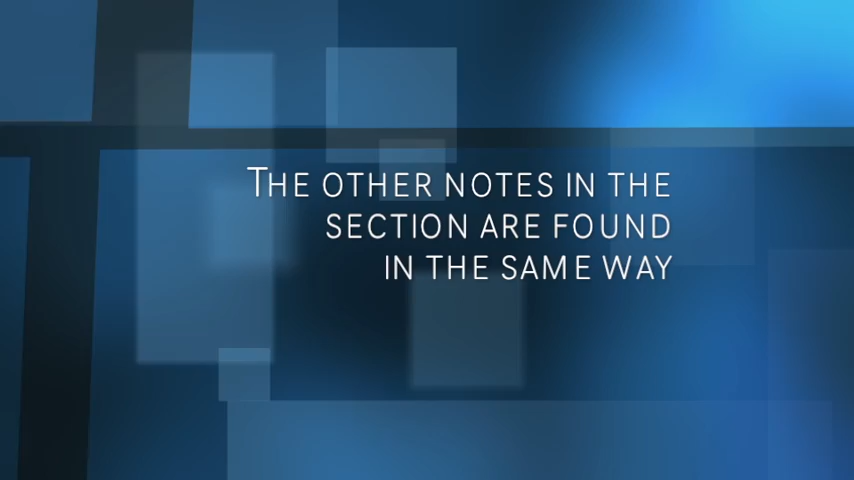 THE OTHER NOTES IN THE
SECTION ARE FOUND
IN THE SAME WAY